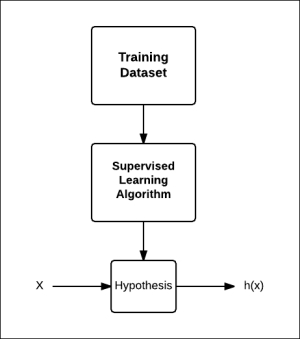 Training
Dataset
Supervised
Learning
Algorithm
X
Hypothesis
h(x)